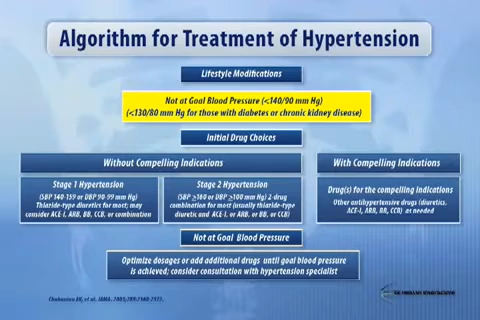 Algorithm for Treatment of Hypertension
Lifestyle Modifications
Not at Goal Blood Pressure (<140/90 mm Hg)
(<130/80 mm Hg for those with diabetes or chronic kidney disease)
Initial Drug Choices
Without Compelling Indications
With Compelling Indications
Stage 1 Hypertension
(SBP 140-159 or DBP 90-99 mm Hg)
Thiazide-type diuretics for most; may
consider ACE-I, ARB, BB, CCB, or combination
Stage 2 Hypertension
(SBP ≥160 or DBP ≥100 mm Hg) 2-drug
combination for most (usually thiazide-type
diuretic and ACE-I, or ARB, or BB, or CCB)
Drug(s) for the compelling indications
Other antihypertensive drugs (diuretics,
ACE-I, ARB, BB, CCB) as needed
Not at Goal Blood Pressure
Optimize dosages or add additional drugs until goal blood pressure
is achieved; consider consultation with hypertension specialist
Chobanian AV, et al. JAMA. 2003;289:2560-2572.